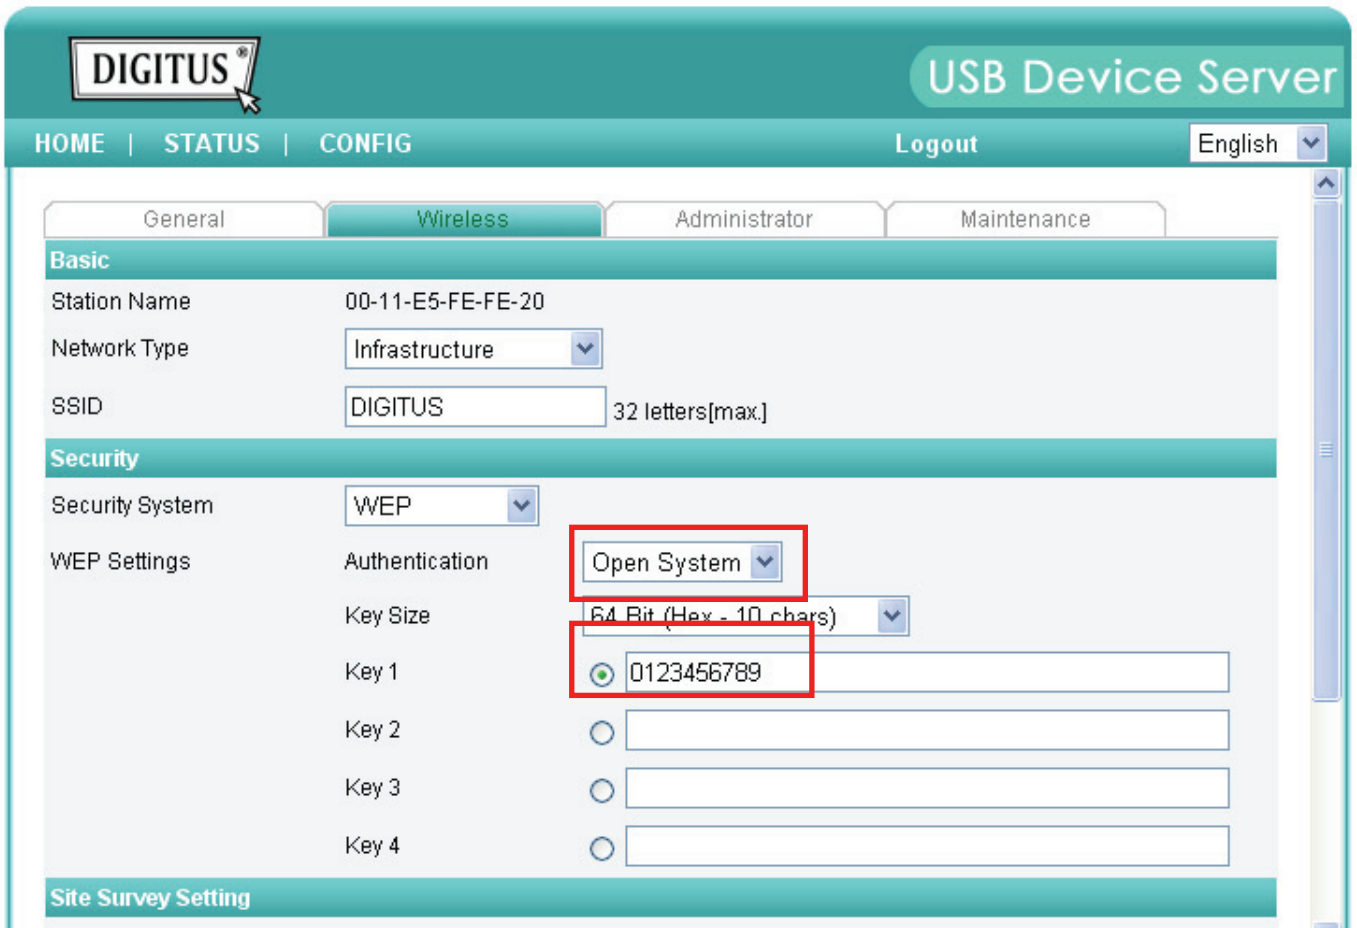 DIGITUS®
USB Device Server
HOME | STATUS | CONFIG Logout English
General Wireless Administrator Maintenance
Basic
Station Name 00-11-E5-FE-FE-20
Network Type Infrastructure
SSID DIGITUS 32 letters[max.]
Security
Security System WEP
WEP Settings Authentication Open System
Key Size 64 Bit (Hex - 10 chars)
Key 1 0123456789
Key 2
Key 3
Key 4
Site Survey Setting